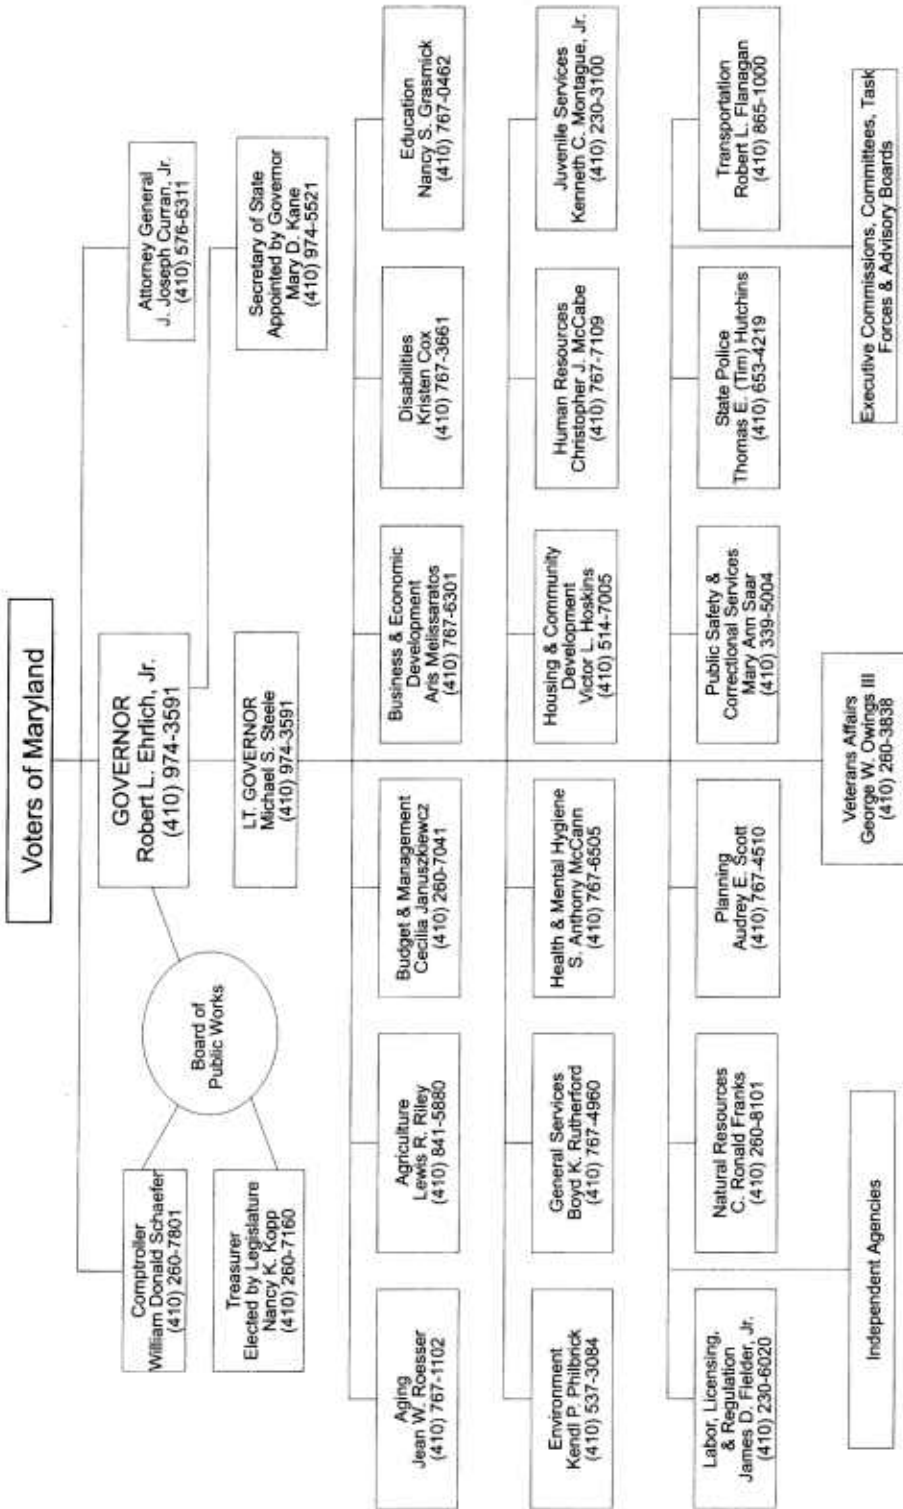 Voters of Maryland
Attorney General
J. Joseph Curran, Jr.
(410) 576-6311
GOVERNOR
Robert L. Ehrlich, Jr.
(410) 974-3591
Comptroller
William Donald Schaefer
(410) 260-7801
Board of
Public Works
Treasurer
Elected by Legislature
Nancy K. Kopp
(410) 260-7160
LT. GOVERNOR
Michael S. Steele
(410) 974-3591
Secretary of State
Appointed by Governor
Mary D. Kane
(410) 974-5521
Aging
Jean W. Roesser
(410) 767-1102
Agriculture
Lewis R. Riley
(410) 841-5880
Budget & Management
Cecilia Januszkiewcz
(410) 260-7041
Business & Economic
Development
Aris Melissaratos
(410) 767-6301
Disabilities
Kristen Cox
(410) 767-3661
Education
Nancy S. Grasmick
(410) 767-0462
Environment
Kendl P. Philbrick
(410) 537-3084
General Services
Boyd K. Rutherford
(410) 767-4960
Health & Mental Hygiene
S. Anthony McCann
(410) 767-6505
Housing & Community
Development
Victor L. Hoskins
(410) 514-7005
Human Resources
Christopher J. McCabe
(410) 767-7109
Juvenile Services
Kenneth C. Montague, Jr.
(410) 230-3100
Labor, Licensing,
& Regulation
James D. Fielder, Jr.
(410) 230-6020
Natural Resources
C. Ronald Franks
(410) 260-8101
Planning
Audrey E. Scott
(410) 767-4510
Public Safety &
Correctional Services
Mary Ann Saar
(410) 339-5004
State Police
Thomas E. (Tim) Hutchins
(410) 653-4219
Transportation
Robert L. Flanagan
(410) 865-1000
Independent Agencies
Veterans Affairs
George W. Owings III
(410) 260-3838
Executive Commissions, Committees, Task
Forces & Advisory Boards